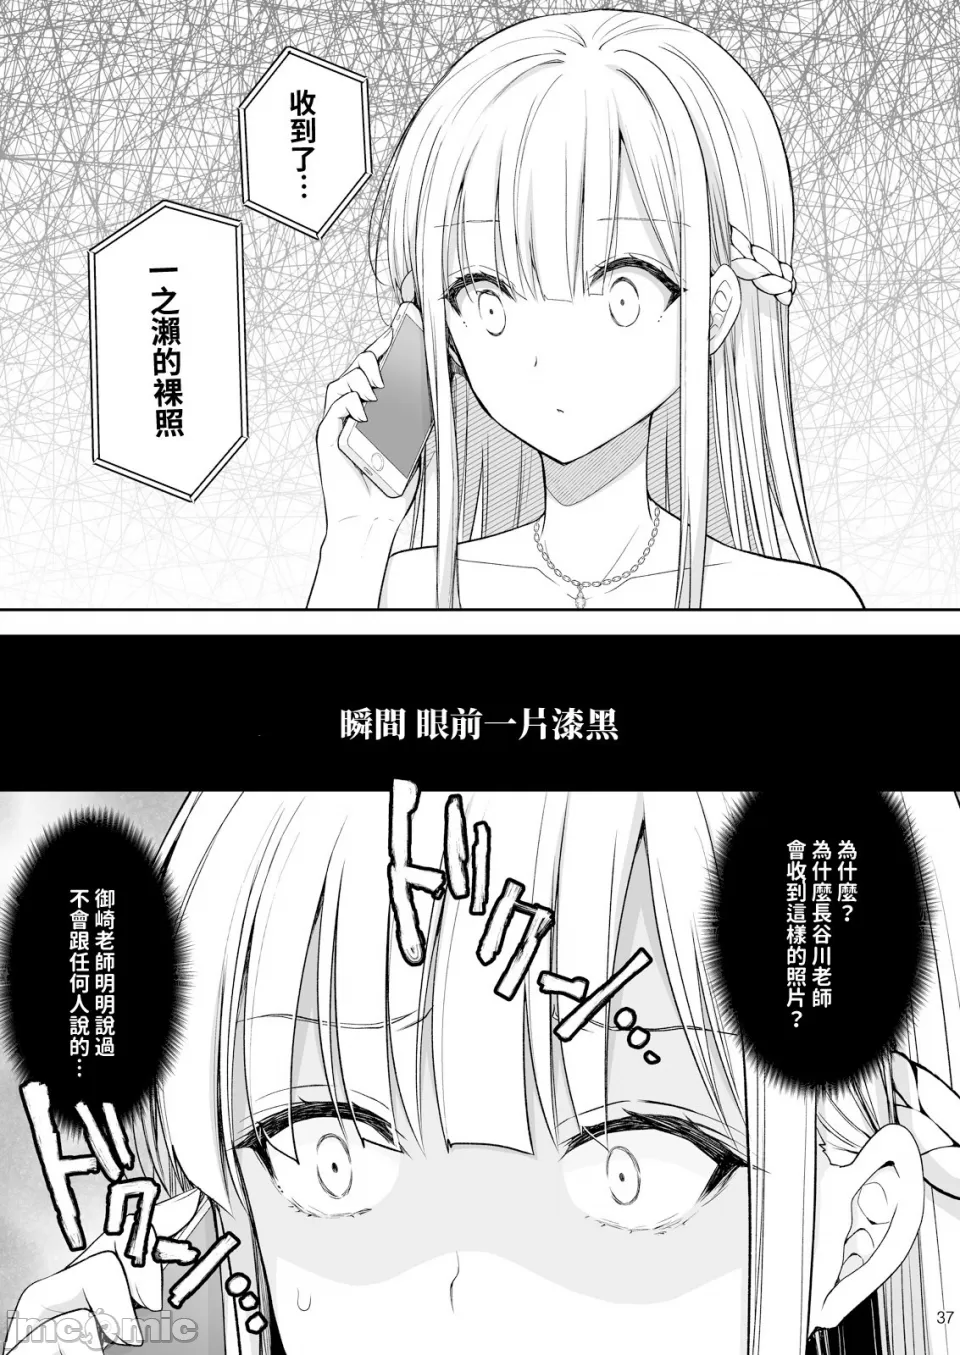 收到了…
一之瀨的裸照
瞬間 眼前一片漆黑
為什麼？
為什麼長谷川老師
會收到這樣的照片？
ドクン…
御崎老師明明說過
不會跟任何人說的…
ドクン…
37
jmcomic